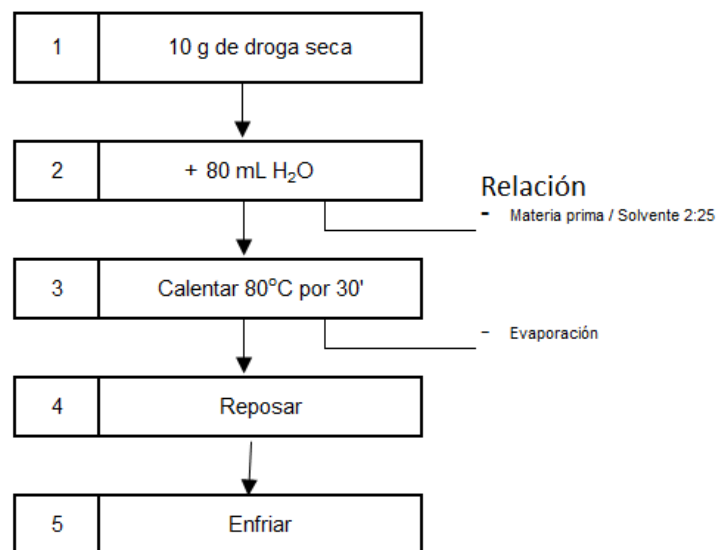 1 10 g de droga seca
2 + 80 mL H₂O
Relación
- Materia prima / Solvente 2:25
3 Calentar 80°C por 30'
- Evaporación
4 Reposar
5 Enfriar